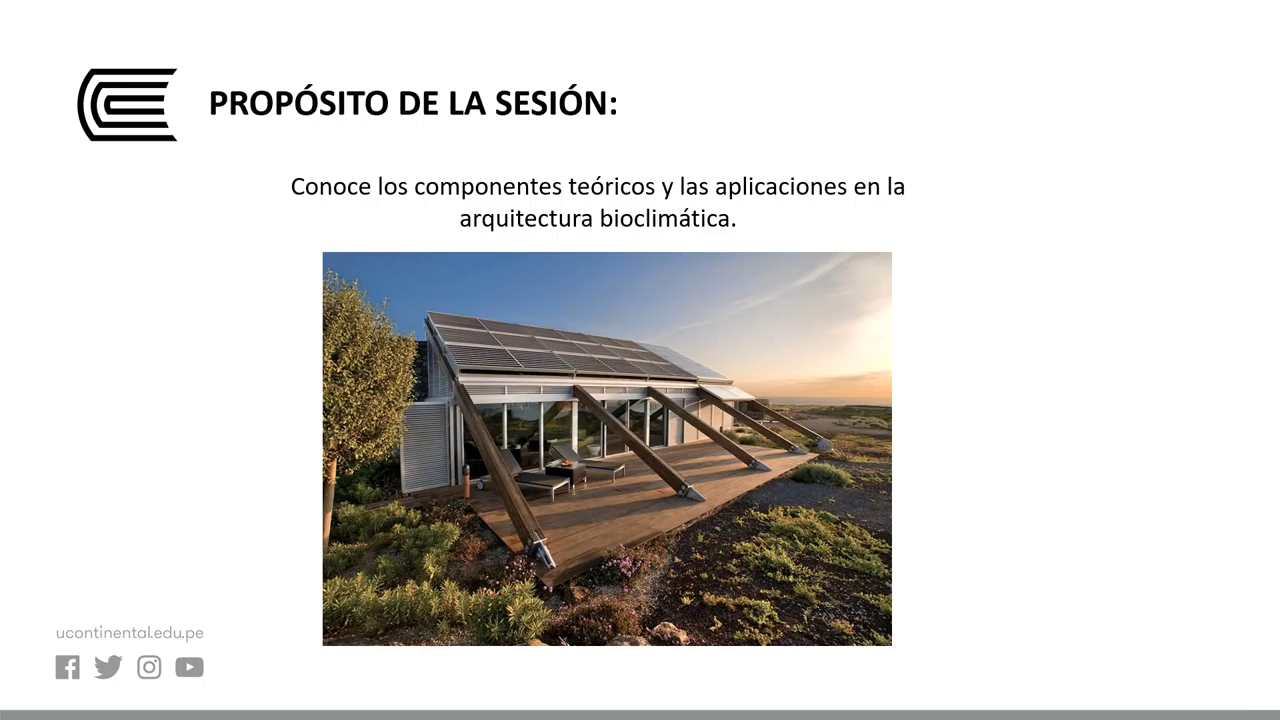 PROPÓSITO DE LA SESIÓN:
Conoce los componentes teóricos y las aplicaciones en la
arquitectura bioclimática.
ucontinental.edu.pe